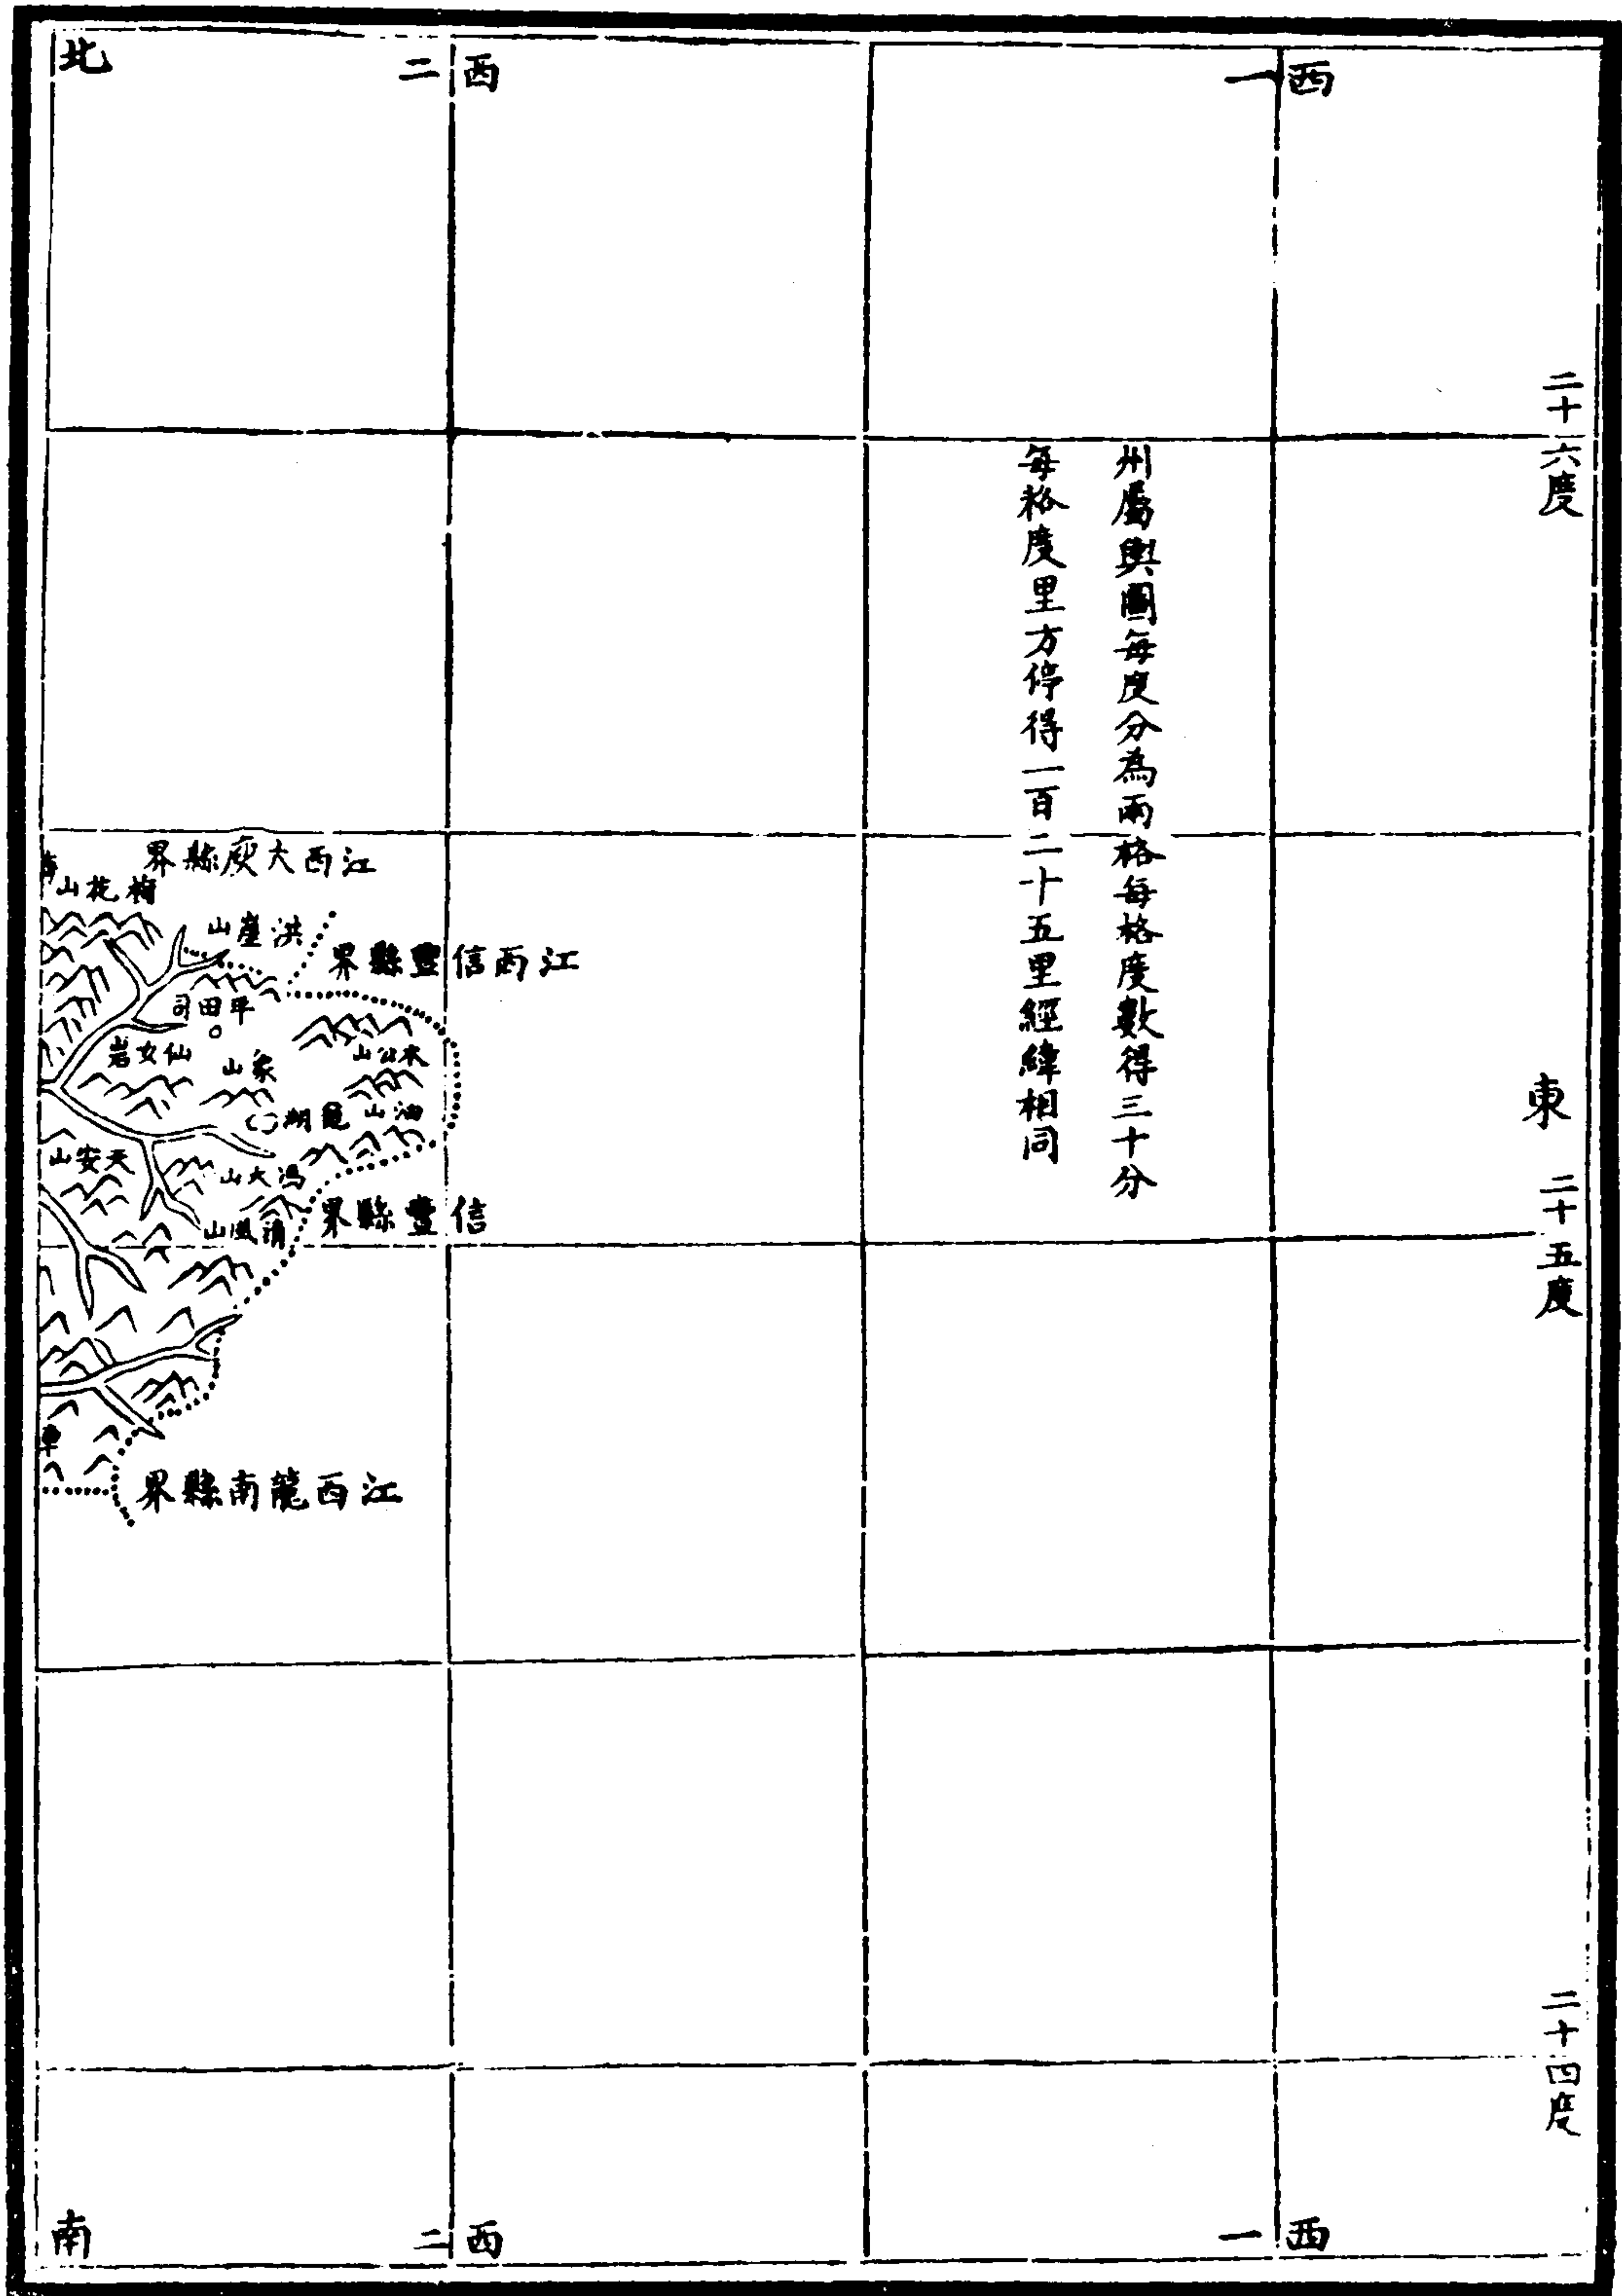 北
西二
西一
二十六度
州屬輿圖每度分為兩格每格度數得三十分
每格度里方停得一百二十五里經緯相同
東
二十五度
二十四度
江西大庾縣界
梅花山
洪崖山
江西信豐縣界
平田司
仙女岩
象山
木公山
龜湖
油山
天安山
馮大山
清風山
信豐縣界
江西龍南縣界
南
西二
西一